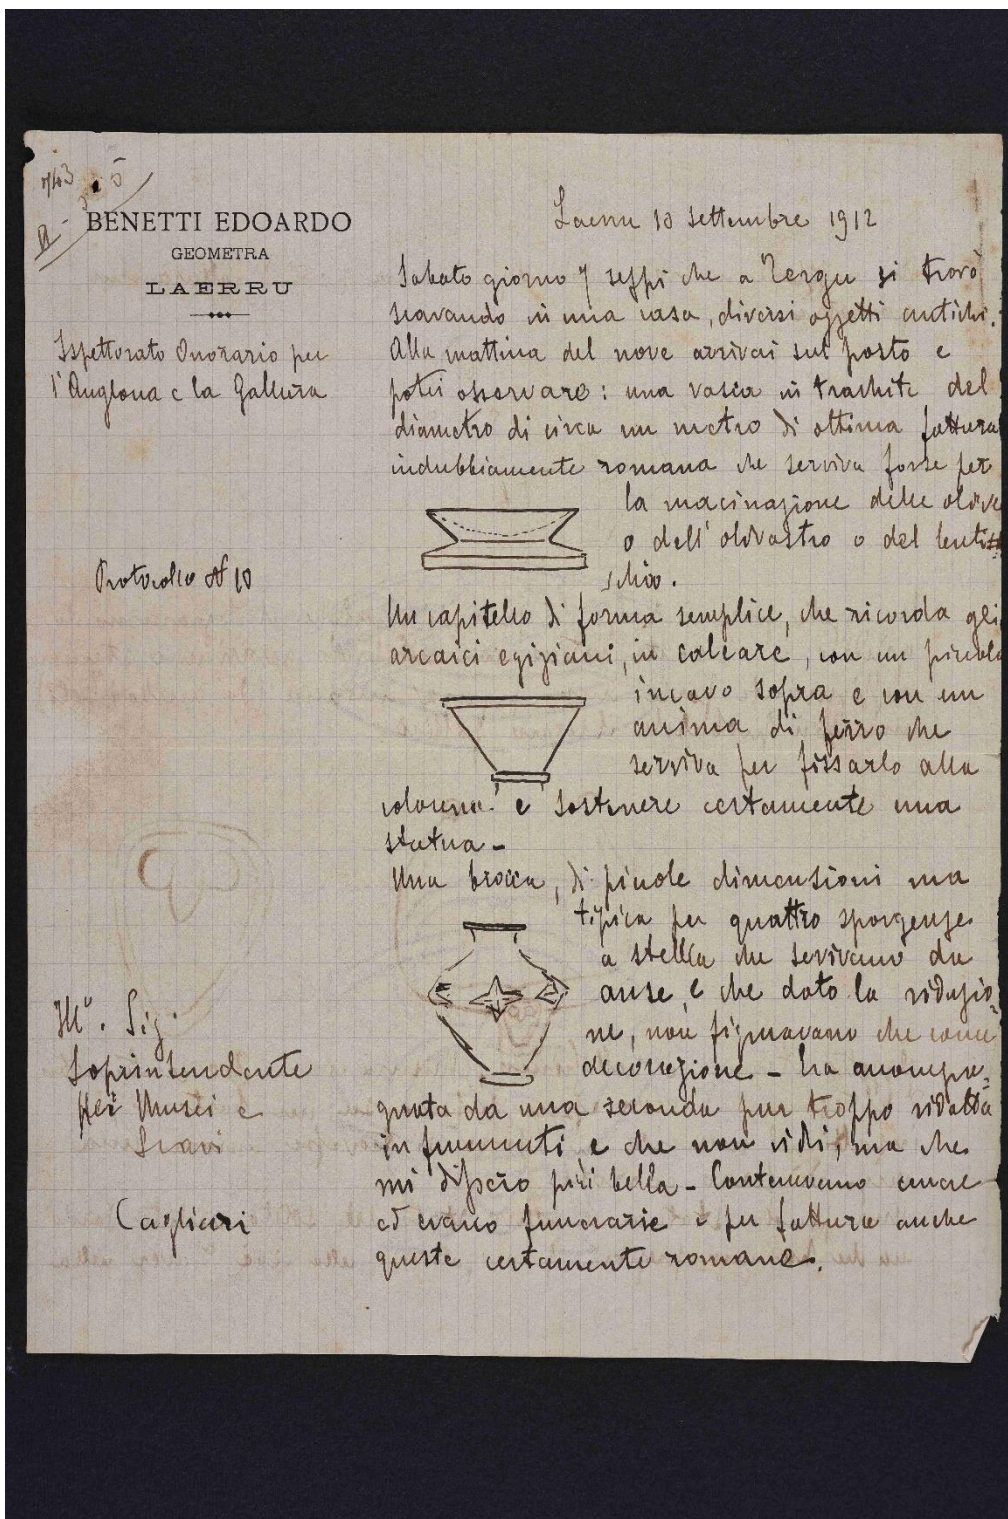 BENETTI EDOARDO
GEOMETRA
LAERRU
Ispettorato Onorario per
l'Anglona e la Gallura
Protocollo N 10
Ill°. Sig.
Soprintendente
Musei e
Scavi
Cagliari
Laerru 10 settembre 1912
Sabato giorno 7 seppi che a Tergu si trovò
scavando in una casa, diversi oggetti antichi.
Alla mattina del nove arrivai sul posto e
potei osservare: una vasca in trachite del
diametro di circa un metro di ottima fattura
indubbiamente romana che serviva forse per
la macinazione delle olive
o dell'olivastro o del lenti
schio.
Un capitello di forma semplice, che ricorda gli
arcaici egiziani, in calcare, con un piccolo
incavo sopra e con un
anima di ferro che
serviva per fissarlo alla
colonna e sostenere certamente una
statua -
Una brocca, di picole dimensioni ma
tipica per quattro sporgenze
a stella che servivano da
anse, e che dato la riduzio-
ne, non figuravano che come
decorazione - Era accompa-
gnata da una seconda pur troppo ridotta
in frammenti e che non vidi, ma che
mi dissero più bella - Contenevano cenere
ed erano funerarie e per fattura anche
queste certamente romane.